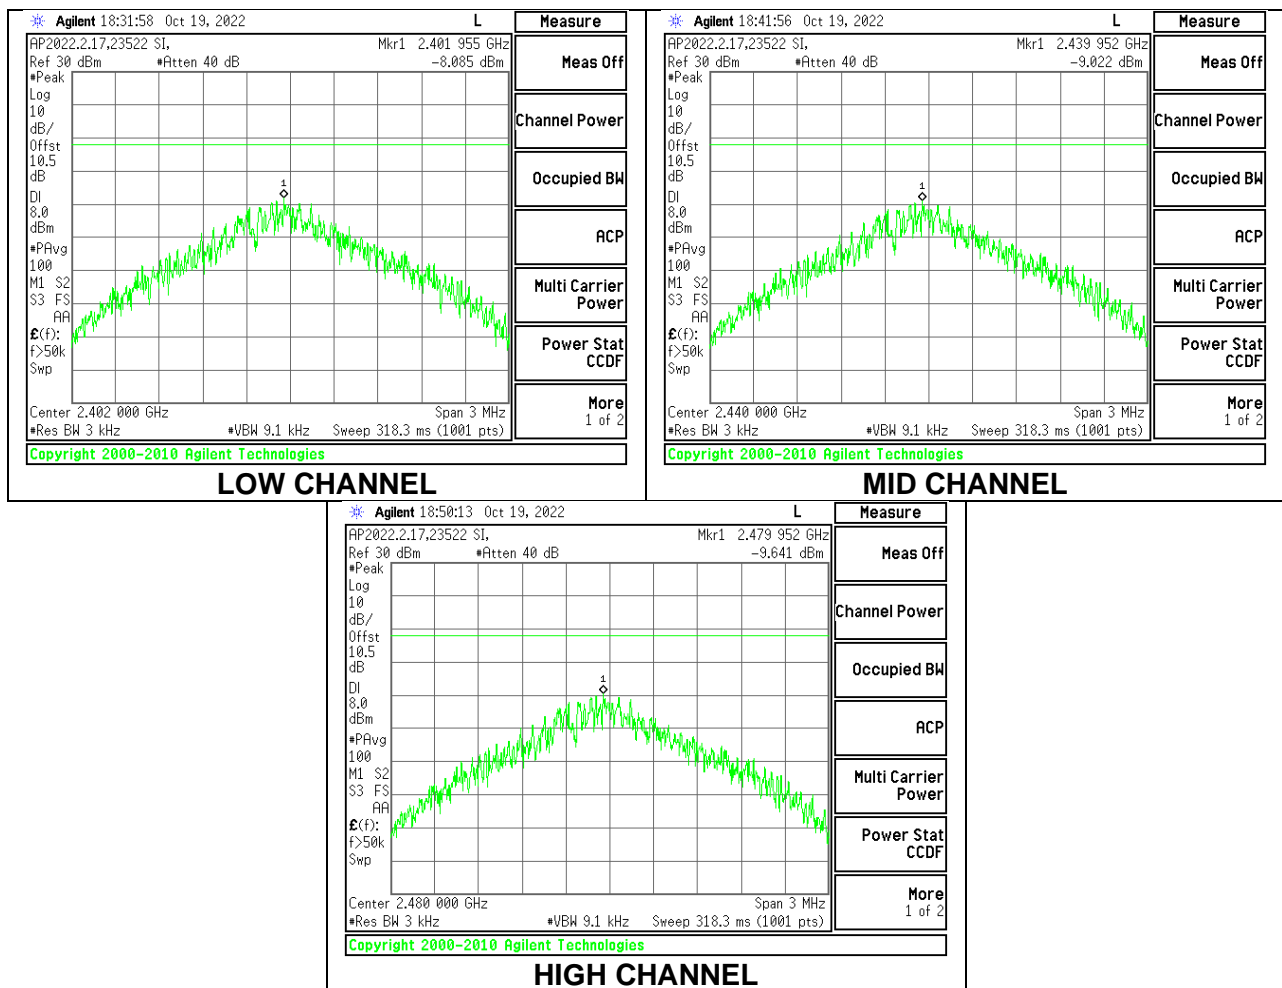 Agilent 18:31:58 Oct 19, 2022 L Measure
AP2022.2.17,23522 SI, Mkr1 2.401 955 GHz
Ref 30 dBm #Atten 40 dB -8.085 dBm
Meas Off
#Peak
Log
10
dB/
Offst
10.5
dB
DI
8.0
dBm
#PAvg
100
M1 S2
S3 FS
AA
£(f):
f>50k
Swp
1
Channel Power
Occupied BW
ACP
Multi Carrier
Power
Power Stat
CCDF
More
1 of 2
Center 2.402 000 GHz Span 3 MHz
#Res BW 3 kHz #VBW 9.1 kHz Sweep 318.3 ms (1001 pts)
Copyright 2000-2010 Agilent Technologies
LOW CHANNEL
Agilent 18:41:56 Oct 19, 2022 L Measure
AP2022.2.17,23522 SI, Mkr1 2.439 952 GHz
Ref 30 dBm #Atten 40 dB -9.022 dBm
Meas Off
#Peak
Log
10
dB/
Offst
10.5
dB
DI
8.0
dBm
#PAvg
100
M1 S2
S3 FS
AA
£(f):
f>50k
Swp
1
Channel Power
Occupied BW
ACP
Multi Carrier
Power
Power Stat
CCDF
More
1 of 2
Center 2.440 000 GHz Span 3 MHz
#Res BW 3 kHz #VBW 9.1 kHz Sweep 318.3 ms (1001 pts)
Copyright 2000-2010 Agilent Technologies
MID CHANNEL
Agilent 18:50:13 Oct 19, 2022 L Measure
AP2022.2.17,23522 SI, Mkr1 2.479 952 GHz
Ref 30 dBm #Atten 40 dB -9.641 dBm
Meas Off
#Peak
Log
10
dB/
Offst
10.5
dB
DI
8.0
dBm
#PAvg
100
M1 S2
S3 FS
AA
£(f):
f>50k
Swp
1
Channel Power
Occupied BW
ACP
Multi Carrier
Power
Power Stat
CCDF
More
1 of 2
Center 2.480 000 GHz Span 3 MHz
#Res BW 3 kHz #VBW 9.1 kHz Sweep 318.3 ms (1001 pts)
Copyright 2000-2010 Agilent Technologies
HIGH CHANNEL